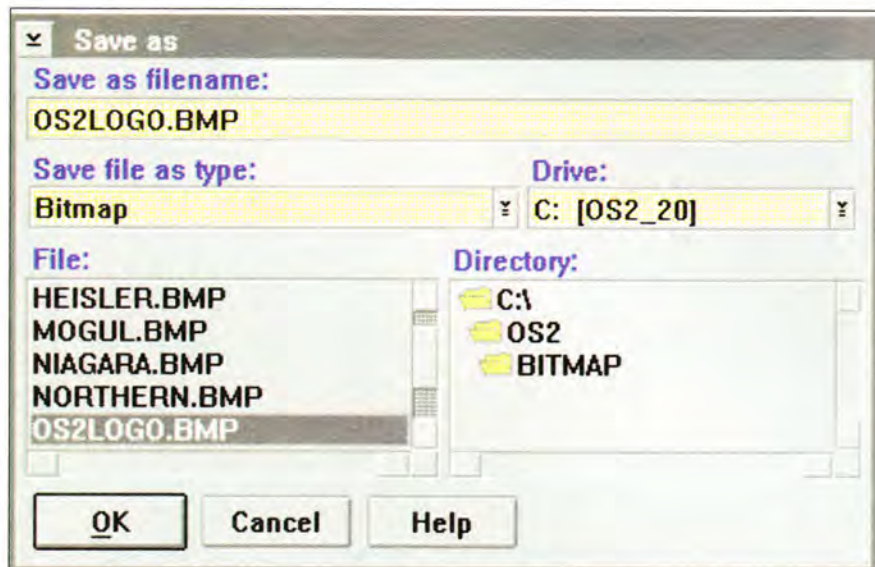 Save as
Save as filename:
OS2LOGO.BMP
Save file as type:
Drive:
Bitmap
C: [OS2_20]
File:
Directory:
HEISLER.BMP
MOGUL.BMP
NIAGARA.BMP
NORTHERN.BMP
OS2LOGO.BMP
C:\
OS2
BITMAP
OK
Cancel
Help